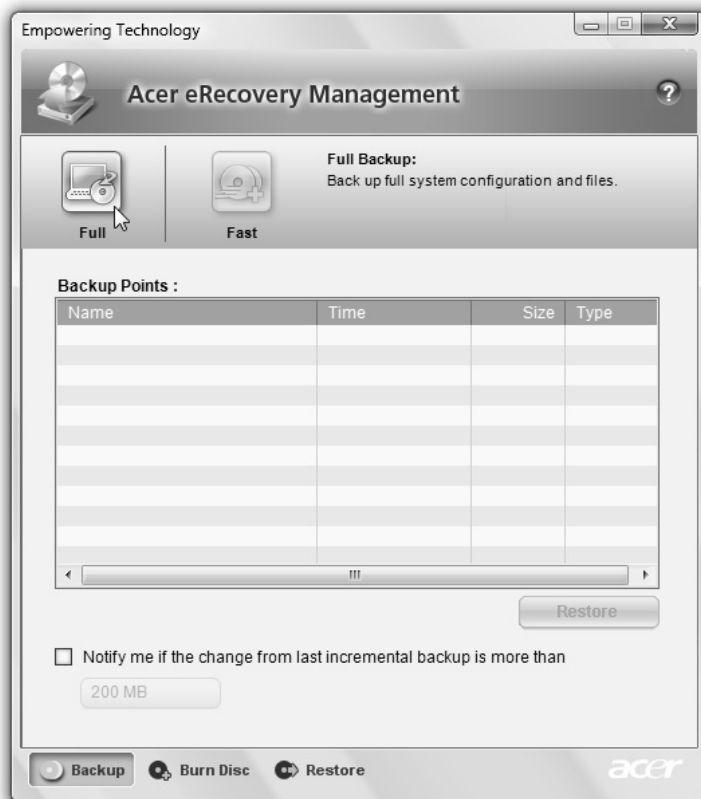 Empowering Technology
Acer eRecovery Management
?
Full Backup:
Back up full system configuration and files.
Full
Fast
Backup Points :
Name Time Size Type
Restore
Notify me if the change from last incremental backup is more than
200 MB
Backup Burn Disc Restore acer